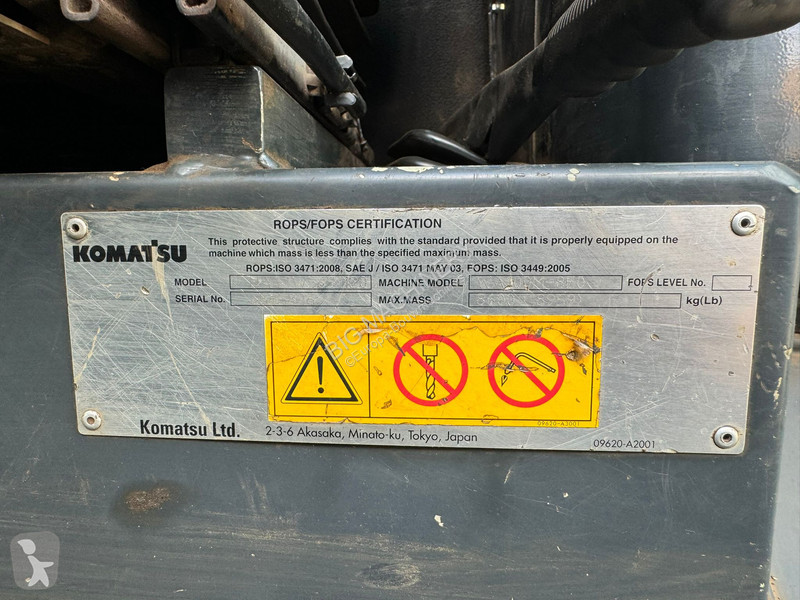 ROPS/FOPS CERTIFICATION
KOMATSU
This protective structure complies with the standard provided that it is properly equipped on the
machine which mass is less than the specified maximum mass.
ROPS:ISO 3471:2008, SAE J / ISO 3471 MAY 03, FOPS: ISO 3449:2005
MODEL MACHINE MODEL FOPS LEVEL No.
SERIAL No. MAX.MASS kg(Lb)
09620-A3001
Komatsu Ltd. 2-3-6 Akasaka, Minato-ku, Tokyo, Japan
09620-A2001